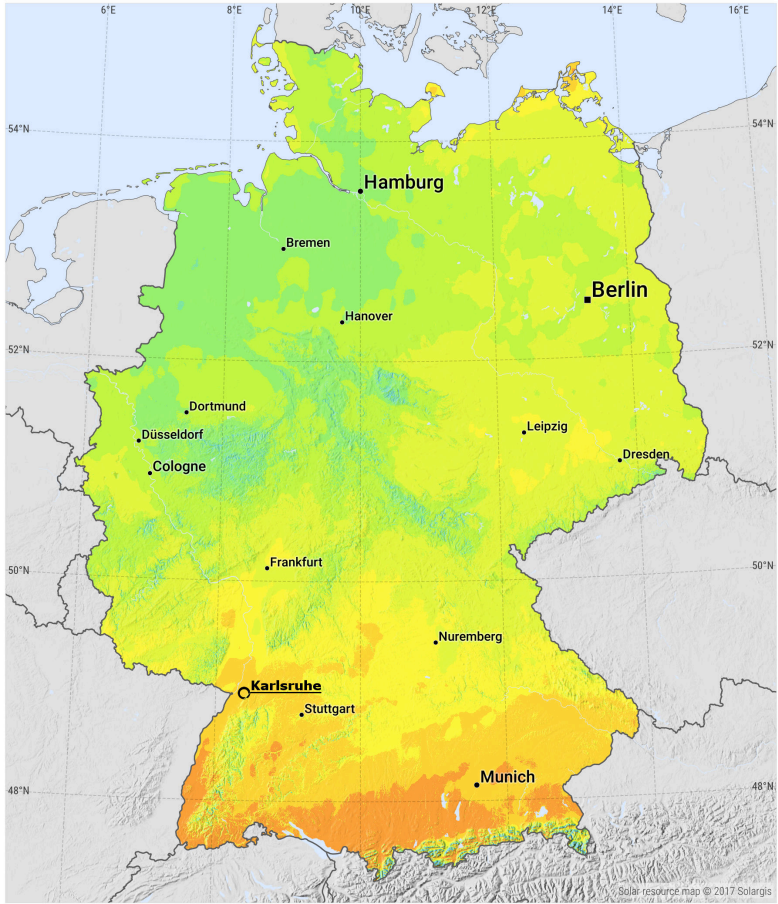 6°E
8°E
10°E
12°E
14°E
16°E
54°N
54°N
Hamburg
Bremen
Berlin
Hanover
52°N
52°N
Dortmund
Düsseldorf
Leipzig
Cologne
Dresden
Frankfurt
50°N
50°N
Nuremberg
Karlsruhe
Stuttgart
Munich
48°N
48°N
Solar resource map © 2017 Solargis